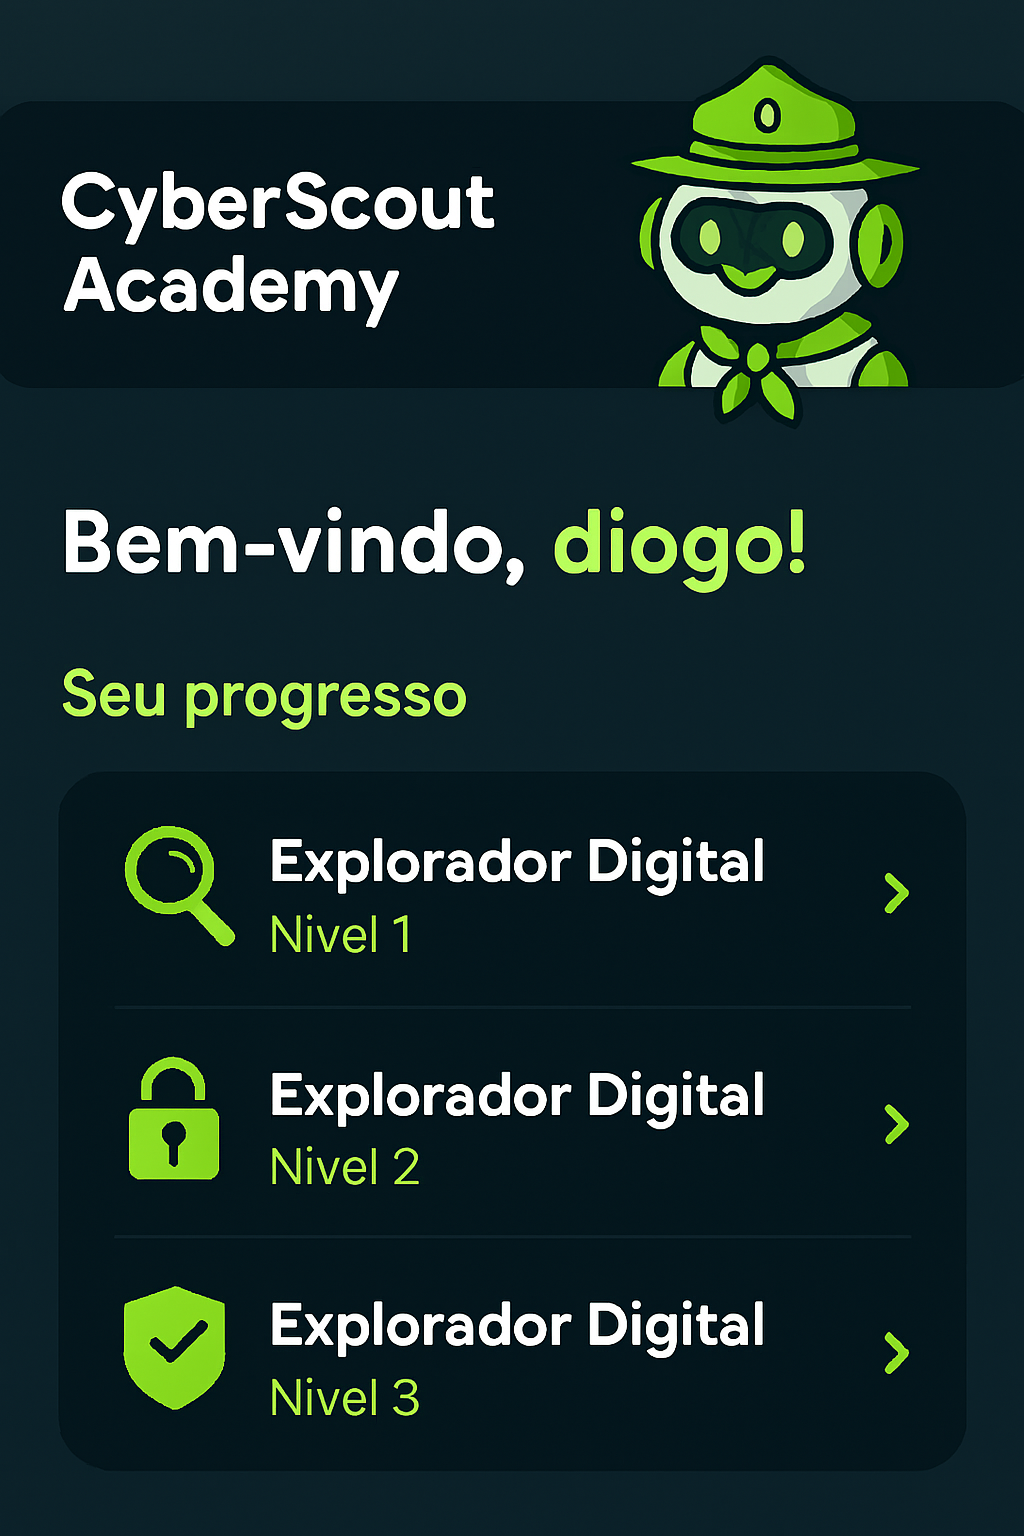 CyberScout
Academy
Bem-vindo, diogo!
Seu progresso
Explorador Digital
Nivel 1
Explorador Digital
Nivel 2
Explorador Digital
Nivel 3